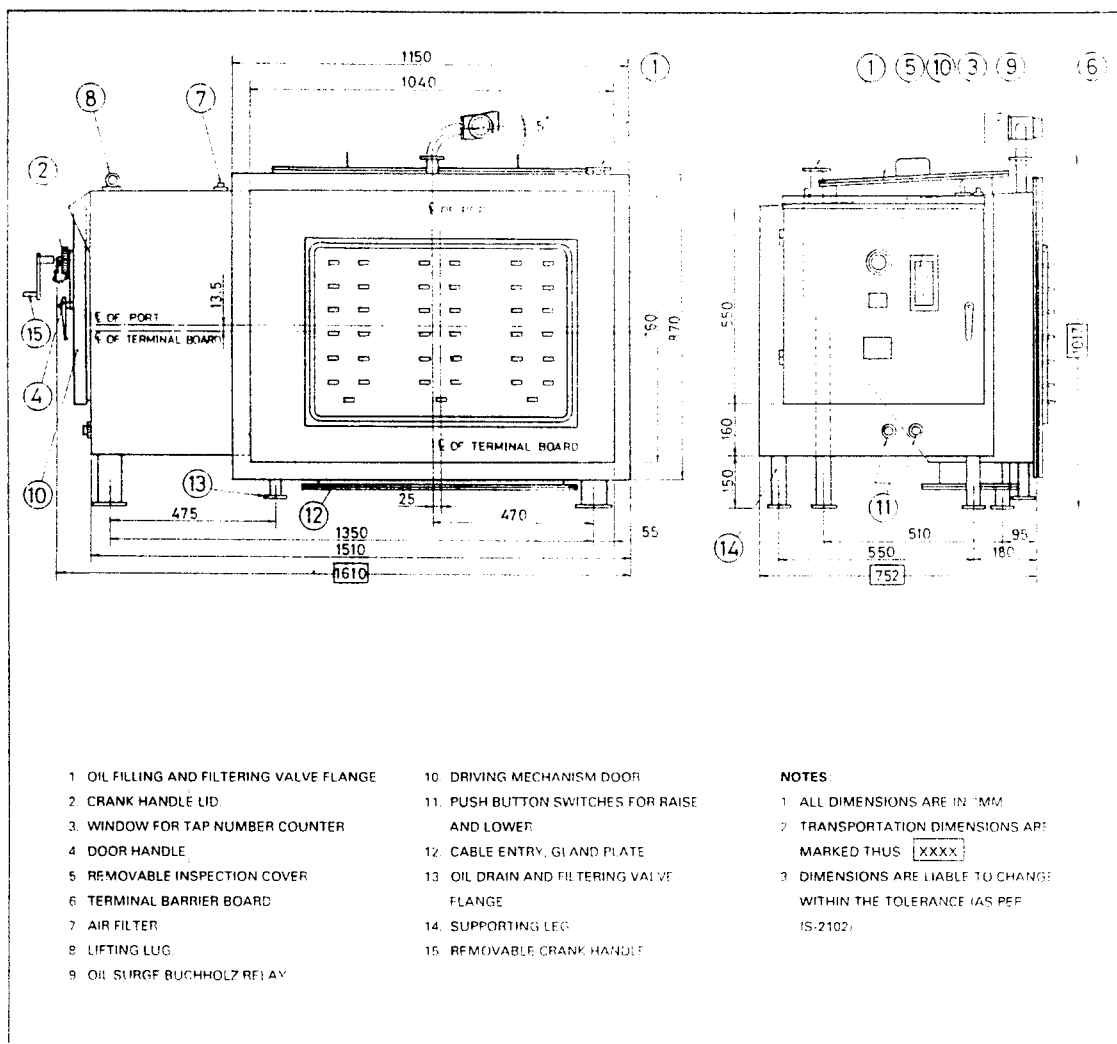 1150
1
1
5
10
3
9
6
1040
8
7
5°
2
13.5
℄ OF PORT
℄ OF TERMINAL BOARD
15
4
870
550
1017
160
150
℄ OF TERMINAL BOARD
10
13
12
25
11
475
470
55
14
1350
510
95
1510
550
180
1610
752
1 OIL FILLING AND FILTERING VALVE FLANGE
2. CRANK HANDLE LID
3. WINDOW FOR TAP NUMBER COUNTER
4 DOOR HANDLE
5 REMOVABLE INSPECTION COVER
6 TERMINAL BARRIER BOARD
7 AIR FILTER
8 LIFTING LUG
9 OIL SURGE BUCHHOLZ RELAY
10. DRIVING MECHANISM DOOR
11. PUSH BUTTON SWITCHES FOR RAISE
AND LOWER
12. CABLE ENTRY, GLAND PLATE
13 OIL DRAIN AND FILTERING VALVE
FLANGE
14. SUPPORTING LEG
15 REMOVABLE CRANK HANDLE
NOTES:
1 ALL DIMENSIONS ARE IN MM
2 TRANSPORTATION DIMENSIONS ARE
MARKED THUS XXXX
3 DIMENSIONS ARE LIABLE TO CHANGE
WITHIN THE TOLERANCE (AS PER
IS-2102)